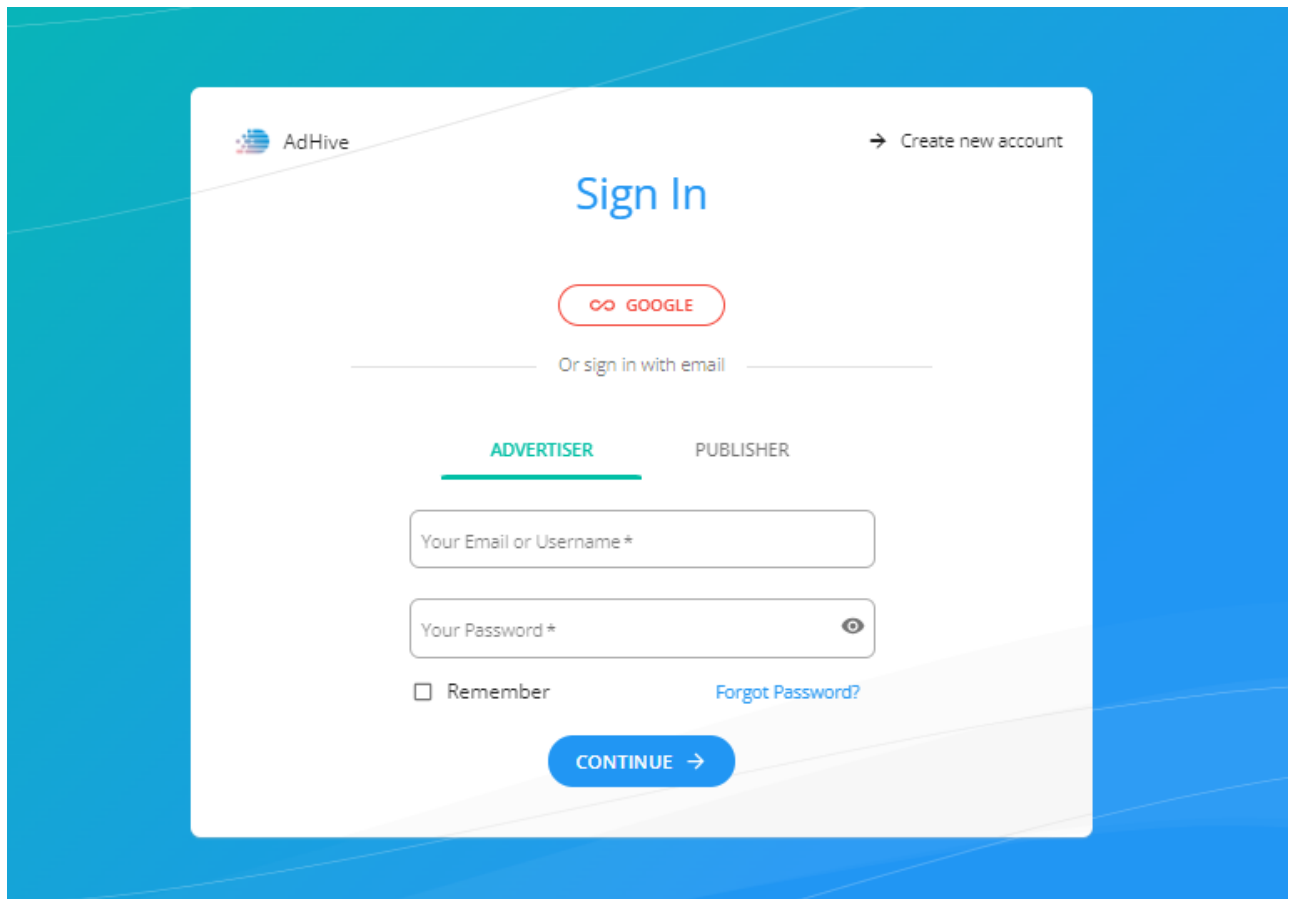 AdHive
→ Create new account
Sign In
GOOGLE
Or sign in with email
ADVERTISER PUBLISHER
Your Email or Username *
Your Password *
Remember Forgot Password?
CONTINUE →